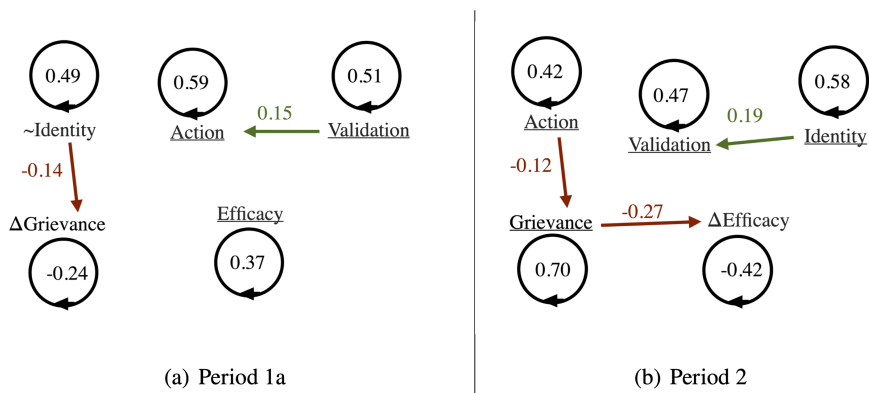 0.49
0.59
0.51
~Identity
Action
0.15
Validation
-0.14
ΔGrievance
Efficacy
-0.24
0.37
(a) Period 1a
0.42
0.47
0.58
Action
0.19
Validation
Identity
-0.12
Grievance
-0.27
ΔEfficacy
0.70
-0.42
(b) Period 2